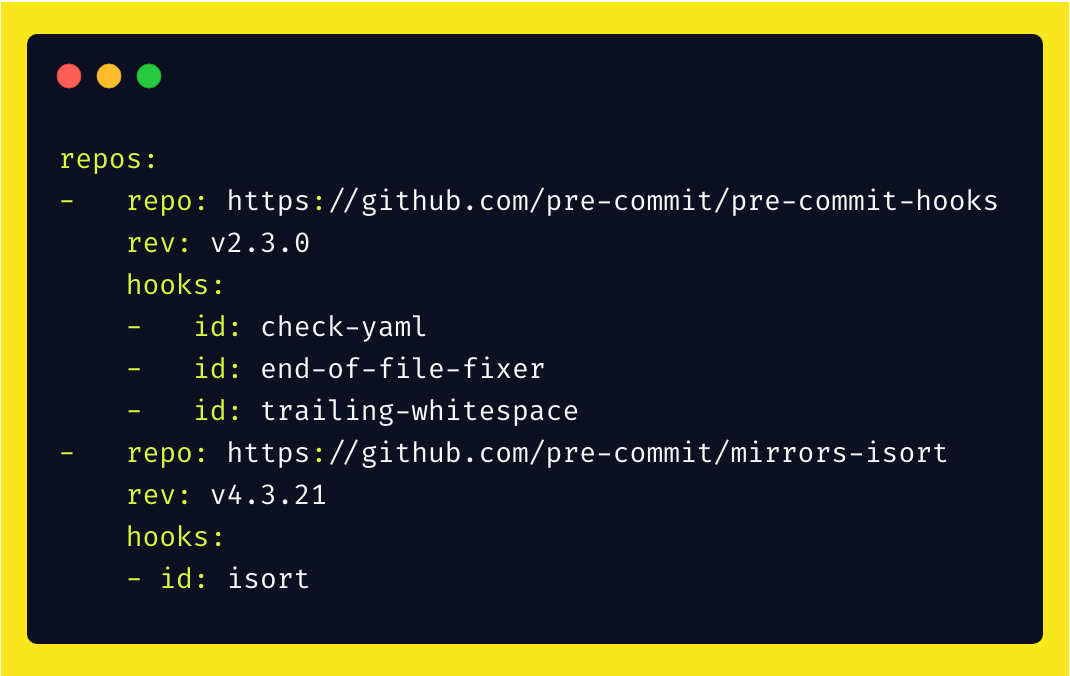 repos:
-   repo: https://github.com/pre-commit/pre-commit-hooks
    rev: v2.3.0
    hooks:
    -   id: check-yaml
    -   id: end-of-file-fixer
    -   id: trailing-whitespace
-   repo: https://github.com/pre-commit/mirrors-isort
    rev: v4.3.21
    hooks:
    - id: isort